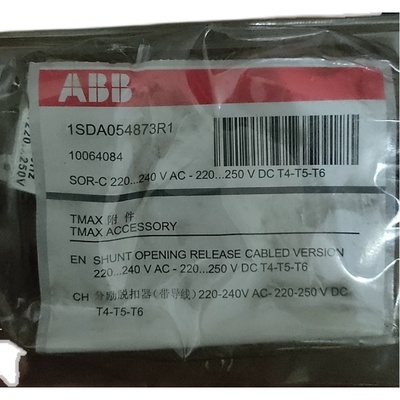 ABB
1SDA054873R1
10064084
SOR-C 220...240 V AC - 220...250 V DC T4-T5-T6
TMAX 附件
TMAX ACCESSORY
EN SHUNT OPENING RELEASE CABLED VERSION
220...240 V AC - 220...250 V DC T4-T5-T6
CH 分励脱扣器(带导线) 220-240V AC- 220-250 V DC
T4-T5-T6
220...250V